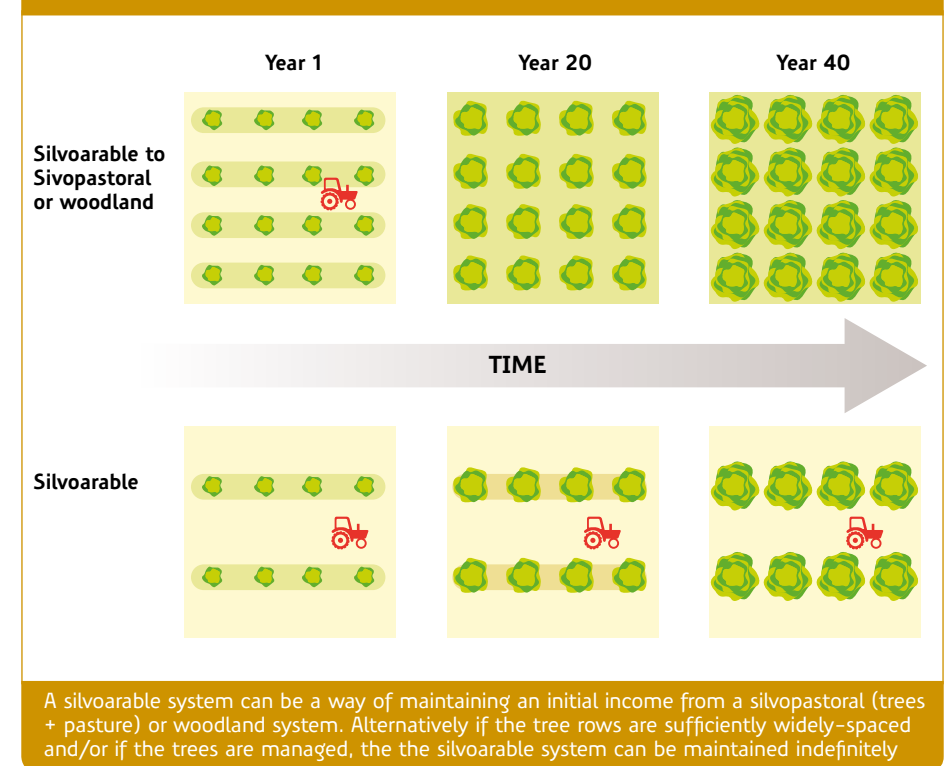 Year 1
Year 20
Year 40
Silvoarable to
Sivopastoral
or woodland
TIME
Silvoarable
A silvoarable system can be a way of maintaining an initial income from a silvopastoral (trees
+ pasture) or woodland system. Alternatively if the tree rows are sufficiently widely-spaced
and/or if the trees are managed, the the silvoarable system can be maintained indefinitely